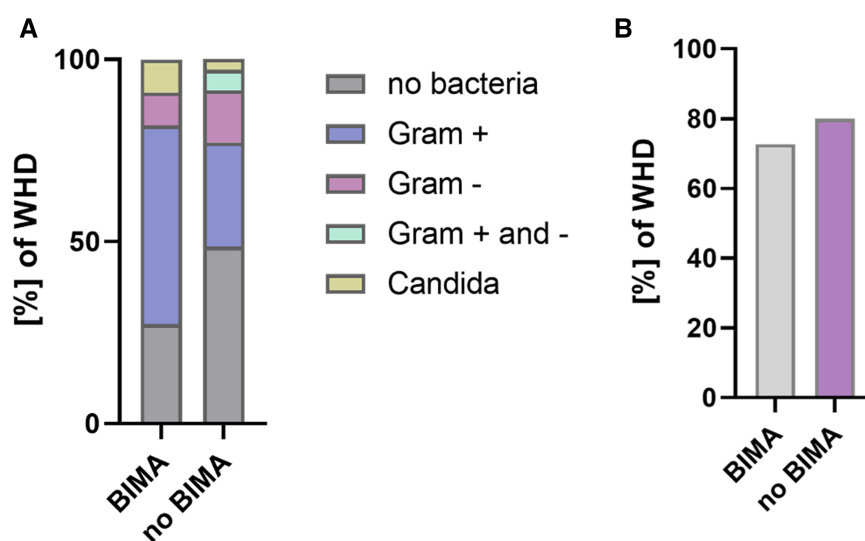 A
[%] of WHD
100
50
0
BIMA
no BIMA
no bacteria
Gram +
Gram -
Gram + and -
Candida
B
[%] of WHD
100
80
60
40
20
0
BIMA
no BIMA